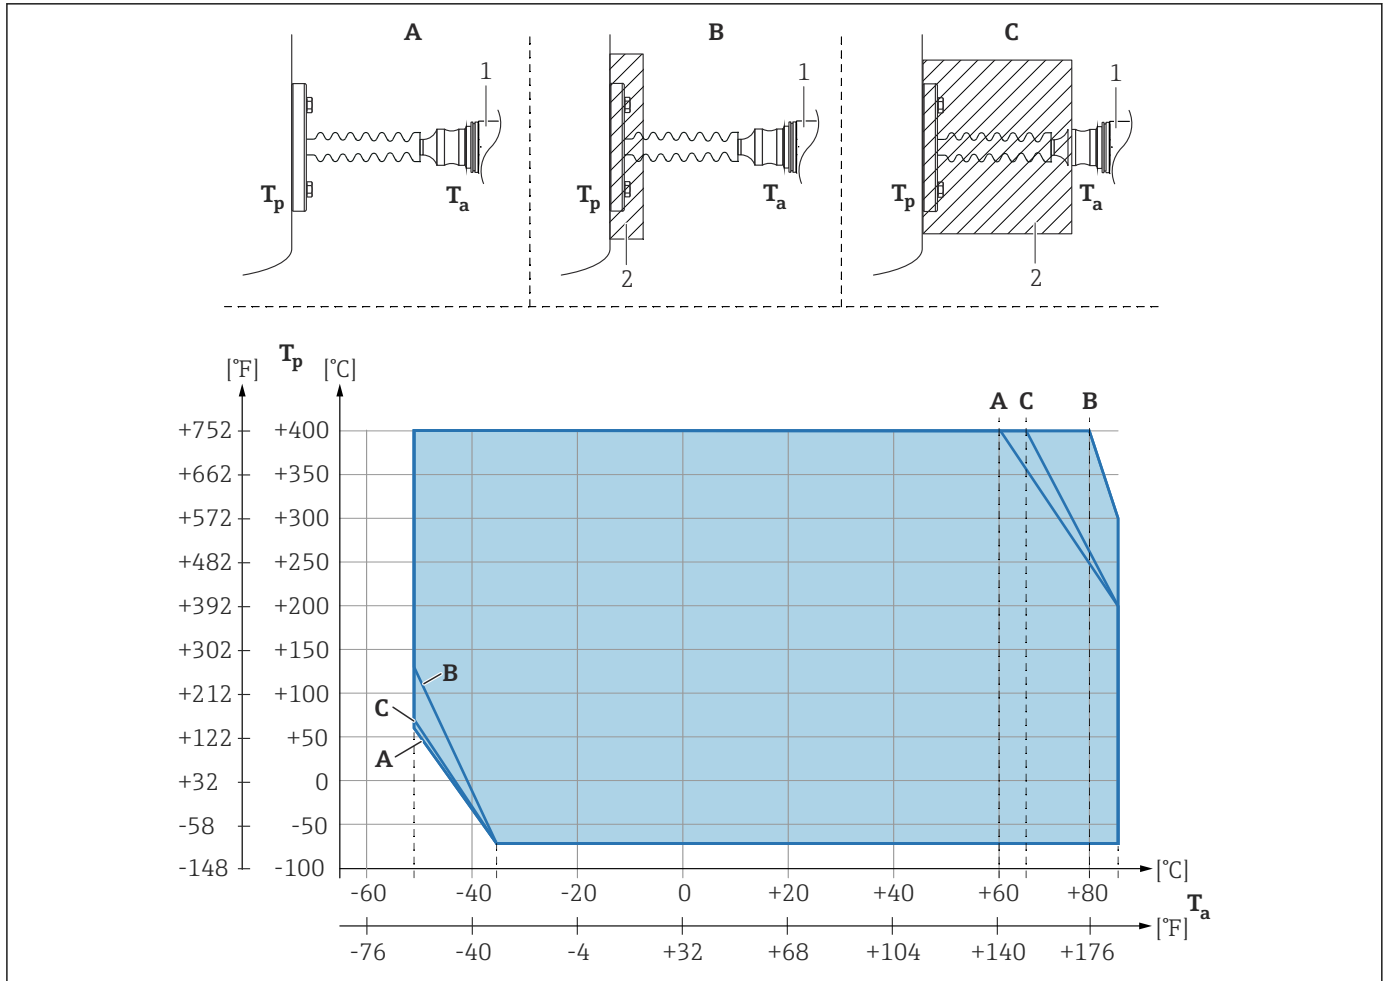 A B C
1 1 1
Tp Ta Tp Ta Tp Ta
2 2
Tp
[°F] [°C]
A C B
+752 +400
+662 +350
+572 +300
+482 +250
+392 +200
+302 +150
B
+212 +100
C
+122 +50
A
+32 0
-58 -50
-148 -100
[°C]
-60 -40 -20 0 +20 +40 +60 +80
Ta
[°F]
-76 -40 -4 +32 +68 +104 +140 +176